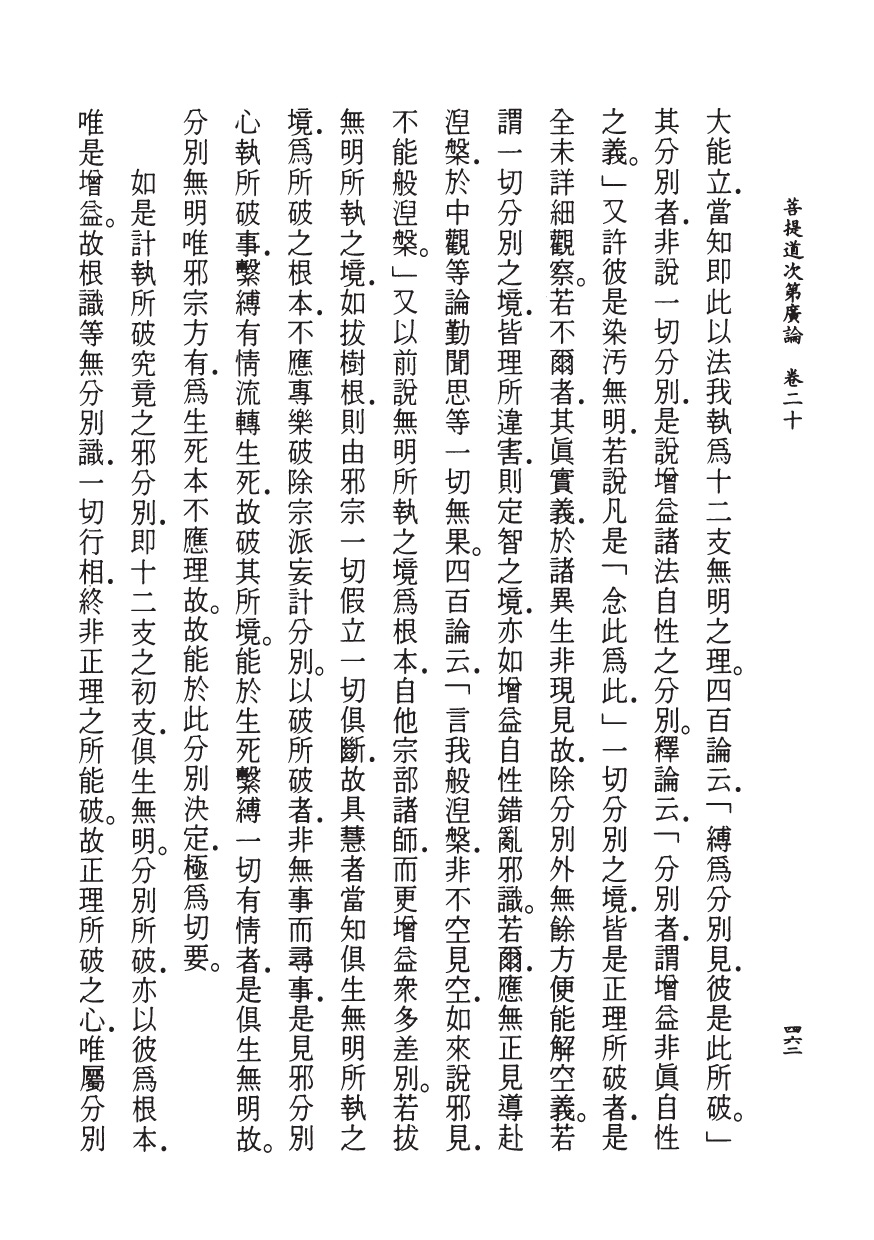 菩提道次第廣論　卷二十
四六二
大能立．當知即此以法我執爲十二支無明之理。四百論云．「縛爲分別見．彼是此所破。」
其分別者．非說一切分別．是說增益諸法自性之分別。釋論云．「分別者．謂增益非眞自性
之義。」又許彼是染汚無明．若說凡是「念此爲此．」一切分別之境．皆是正理所破者．是
全未詳細觀察。若不爾者．其眞實義．於諸異生非現見故．除分別外無餘方便能解空義。若
謂一切分別之境．皆理所違害．則定智之境．亦如增益自性錯亂邪識。若爾．應無正見導赴
湼槃．於中觀等論勤聞思等一切無果。四百論云．「言我般湼槃．非不空見空．如來說邪見．
不能般湼槃。」又以前說無明所執之境爲根本．自他宗部諸師．而更增益衆多差別。若拔
無明所執之境．如拔樹根．則由邪宗一切假立一切俱斷．故具慧者當知俱生無明所執之
境．爲所破之根本．不應專樂破除宗派妄計分別。以破所破者．非無事而尋事．是見邪分別
心執所破事．繫縛有情流轉生死．故破其所境。能於生死繫縛一切有情者．是俱生無明故。
分別無明唯邪宗方有．爲生死本不應理故。故能於此分別決定．極爲切要。
如是計執所破究竟之邪分別．即十二支之初支．俱生無明。分別所破．亦以彼爲根本．
唯是增益。故根識等無分別識．一切行相．終非正理之所能破。故正理所破之心．唯屬分別